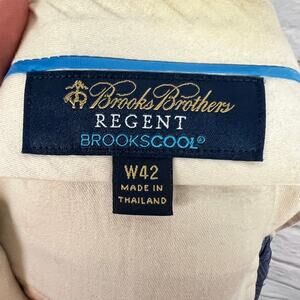 Brooks Brothers
REGENT
BROOKSCOOL®
W42
MADE IN
THAILAND